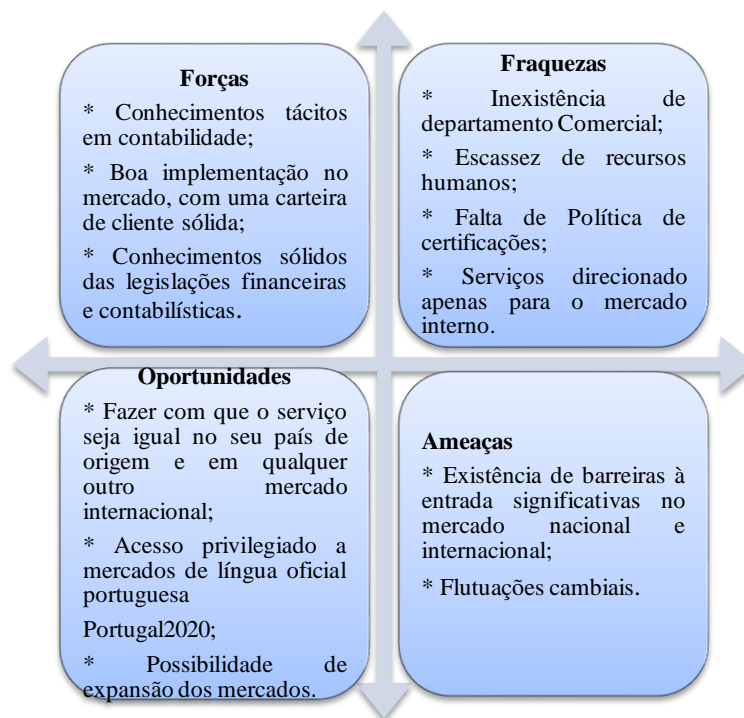 Forças
* Conhecimentos tácitos
em contabilidade;
* Boa implementação no
mercado, com uma carteira
de cliente sólida;
* Conhecimentos sólidos
das legislações financeiras
e contabilísticas.
Fraquezas
* Inexistência de
departamento Comercial;
* Escassez de recursos
humanos;
* Falta de Política de
certificações;
* Serviços direcionado
apenas para o mercado
interno.
Oportunidades
* Fazer com que o serviço
seja igual no seu país de
origem e em qualquer
outro mercado
internacional;
* Acesso privilegiado a
mercados de língua oficial
portuguesa
Portugal2020;
* Possibilidade de
expansão dos mercados.
Ameaças
* Existência de barreiras à
entrada significativas no
mercado nacional e
internacional;
* Flutuações cambiais.